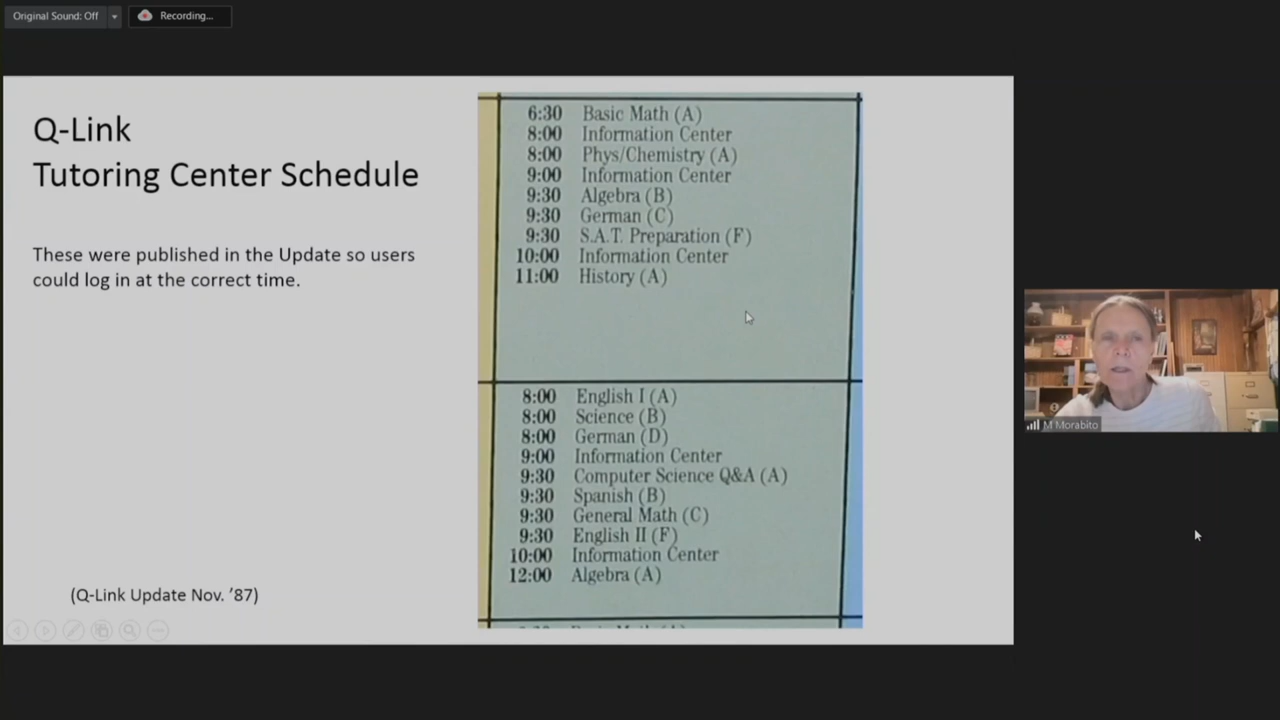 Original Sound: Off
Recording...
Q-Link
Tutoring Center Schedule
These were published in the Update so users
could log in at the correct time.
(Q-Link Update Nov. ’87)
6:30 Basic Math (A)
8:00 Information Center
8:00 Phys/Chemistry (A)
9:00 Information Center
9:30 Algebra (B)
9:30 German (C)
9:30 S.A.T. Preparation (F)
10:00 Information Center
11:00 History (A)
8:00 English I (A)
8:00 Science (B)
8:00 German (D)
9:00 Information Center
9:30 Computer Science Q&A (A)
9:30 Spanish (B)
9:30 General Math (C)
9:30 English II (F)
10:00 Information Center
12:00 Algebra (A)
M Morabito